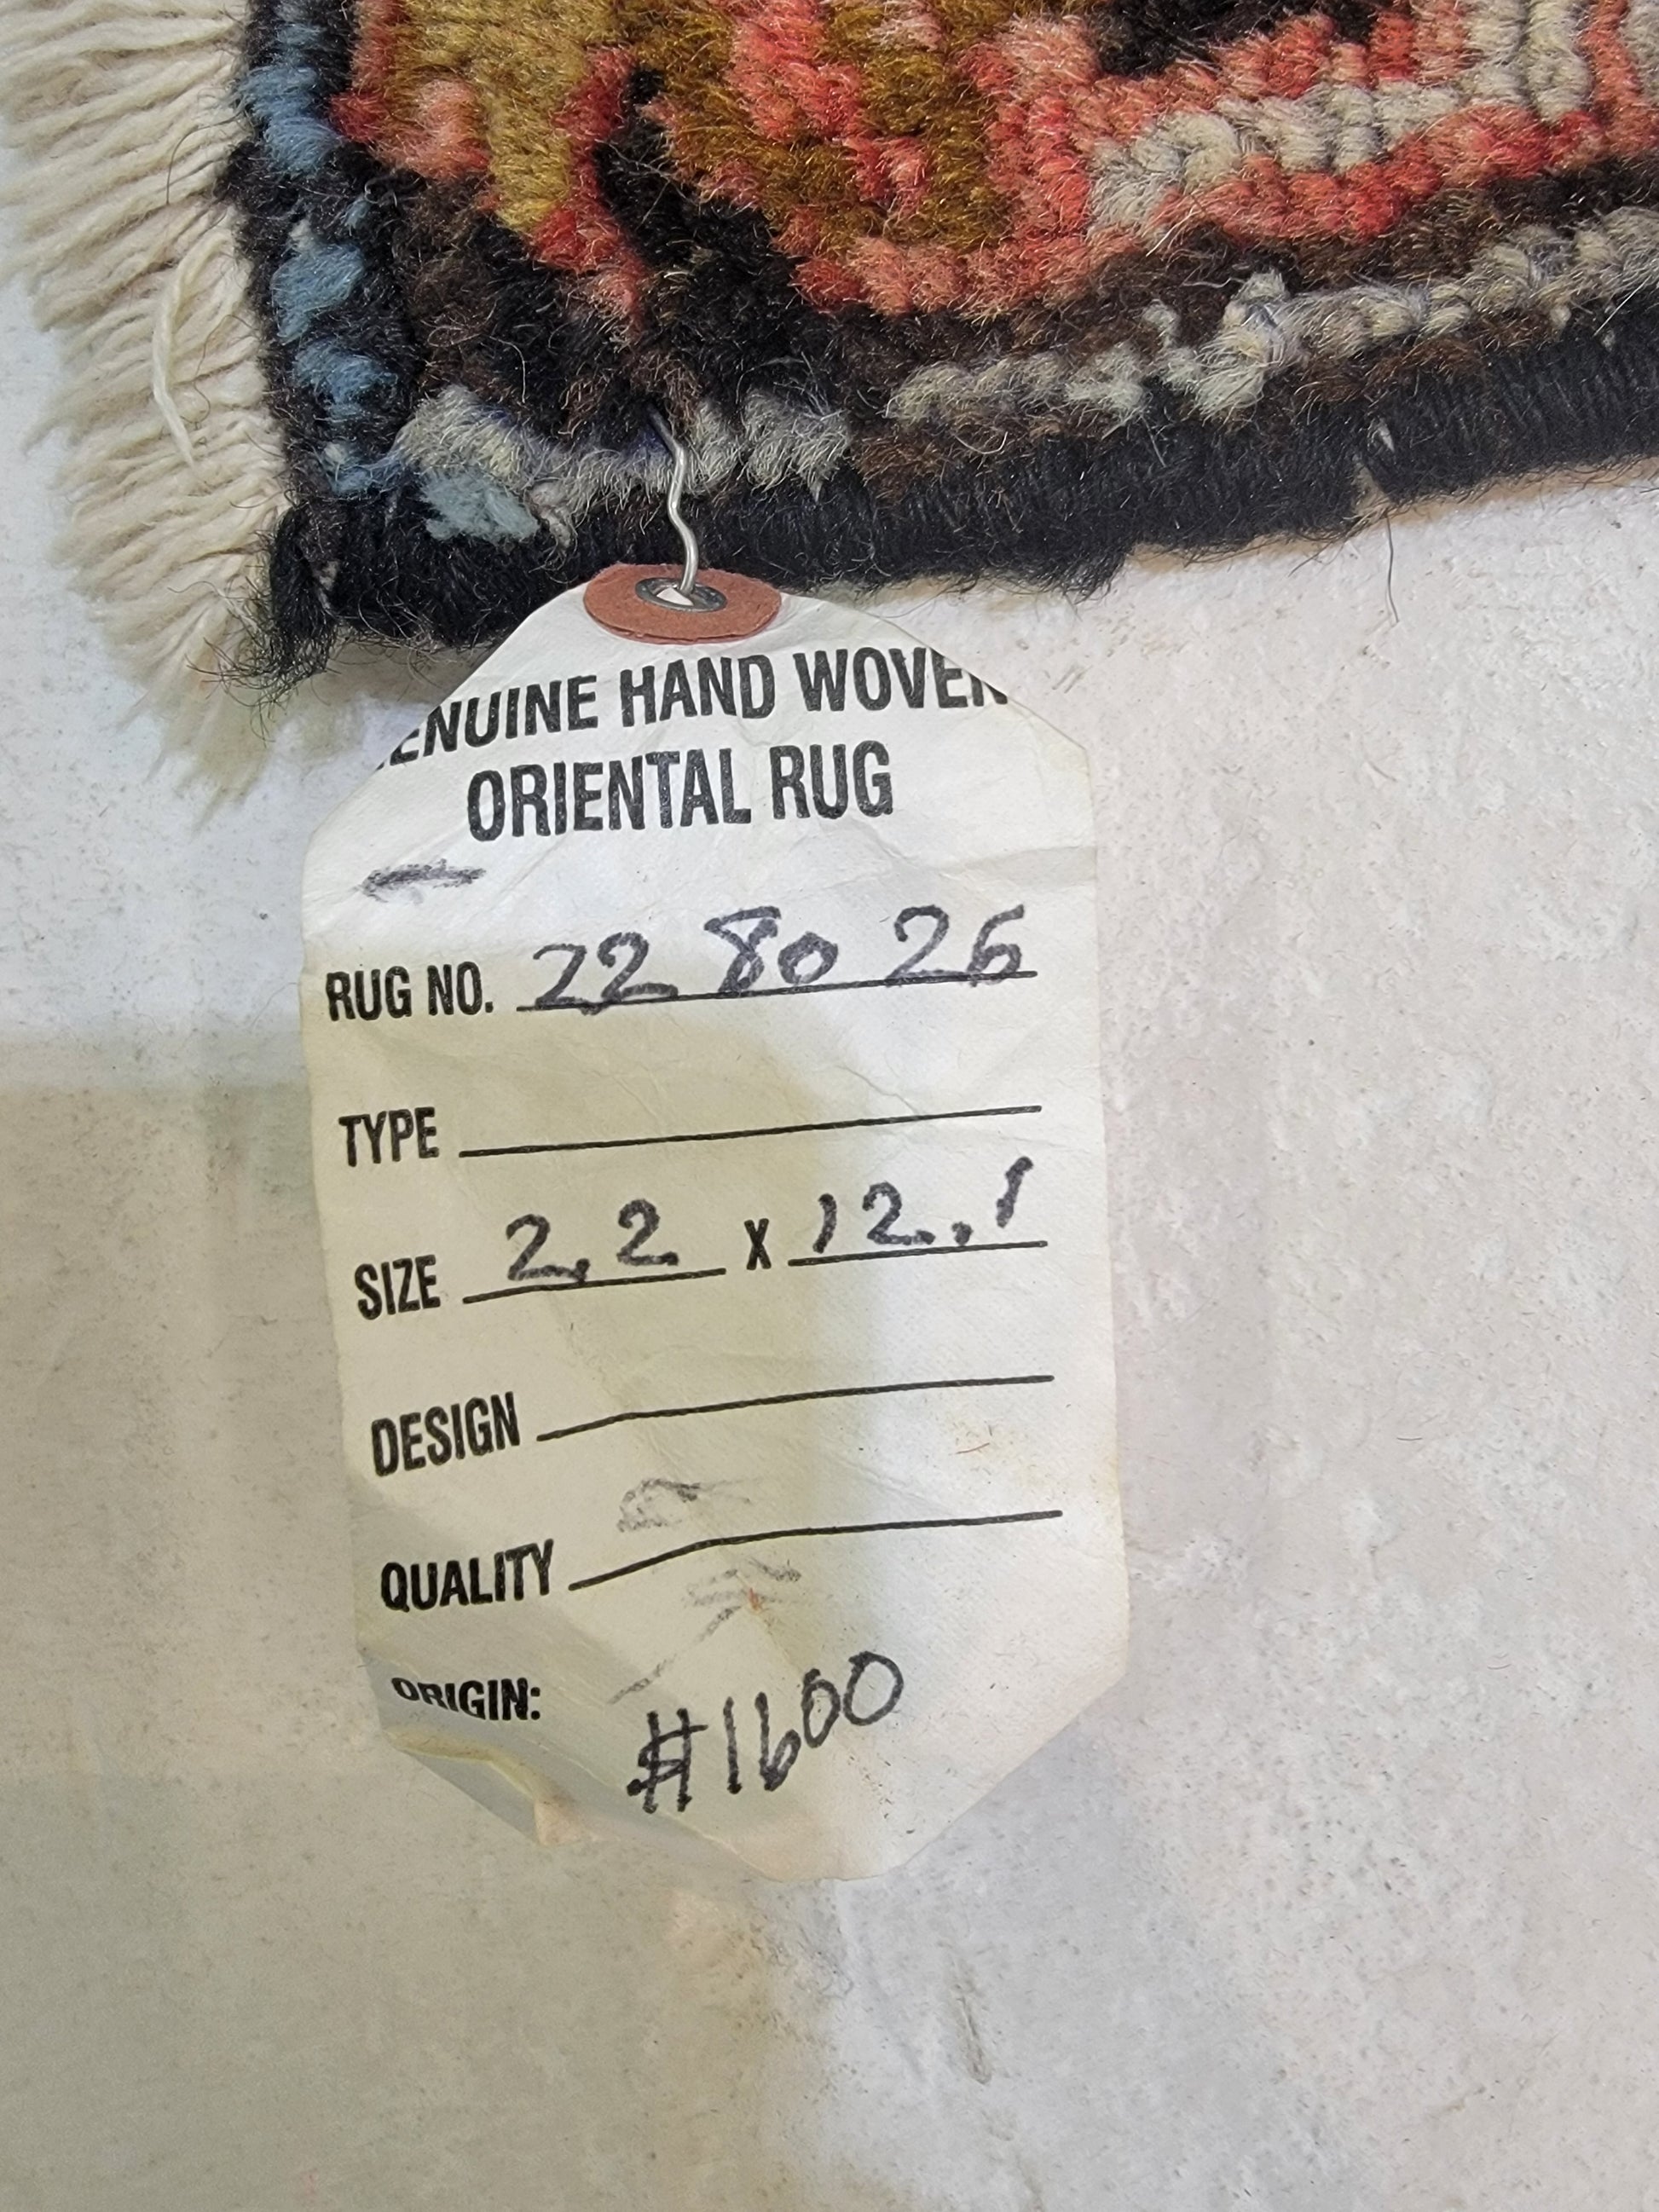 GENUINE HAND WOVEN
ORIENTAL RUG
RUG NO. 22 80 26
TYPE
SIZE 2.2 X 12.1
DESIGN
QUALITY
ORIGIN:
#1600